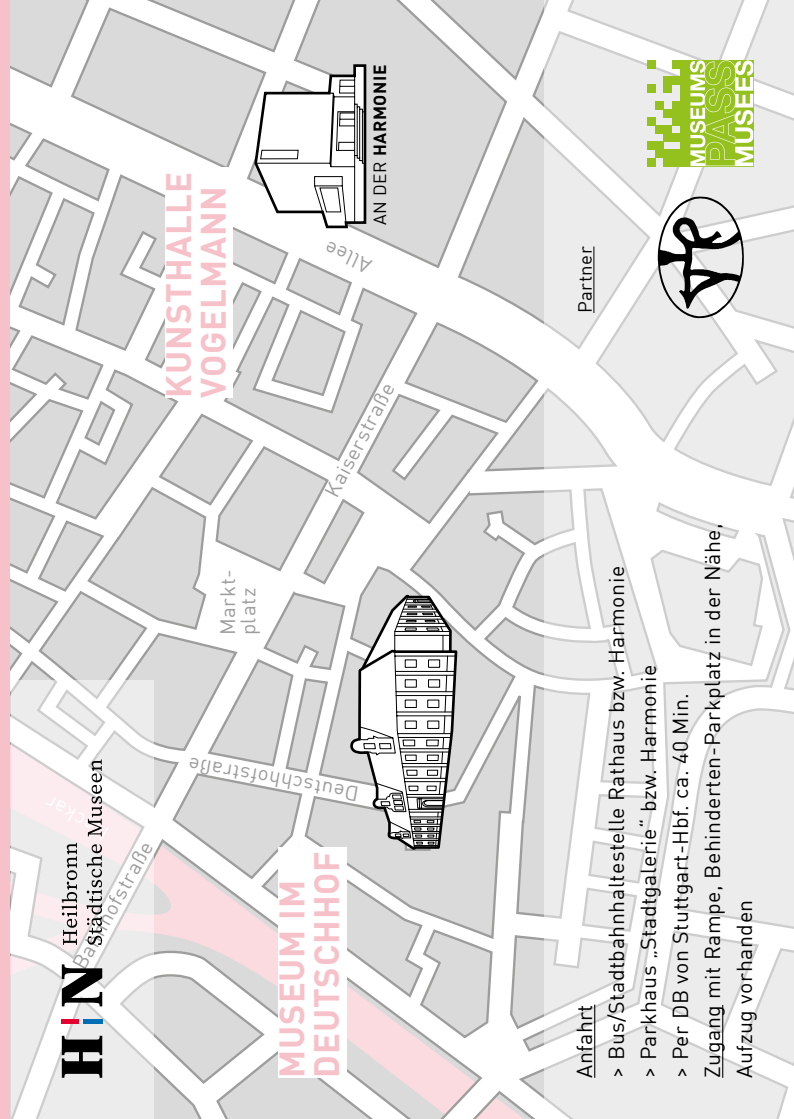 H|N
Heilbronn
Städtische Museen
Bahnhofstraße
MUSEUM IM
DEUTSCHHOF
Deutschhofstraße
Markt-
platz
Kaiserstraße
KUNSTHALLE
VOGELMANN
Allee
AN DER HARMONIE
Anfahrt
> Bus/Stadtbahnhaltestelle Rathaus bzw. Harmonie
> Parkhaus „Stadtgalerie“ bzw. Harmonie
> Per DB von Stuttgart-Hbf. ca. 40 Min.
Zugang mit Rampe, Behinderten-Parkplatz in der Nähe,
Aufzug vorhanden
Partner
MUSEUMS
PASS
MUSEES